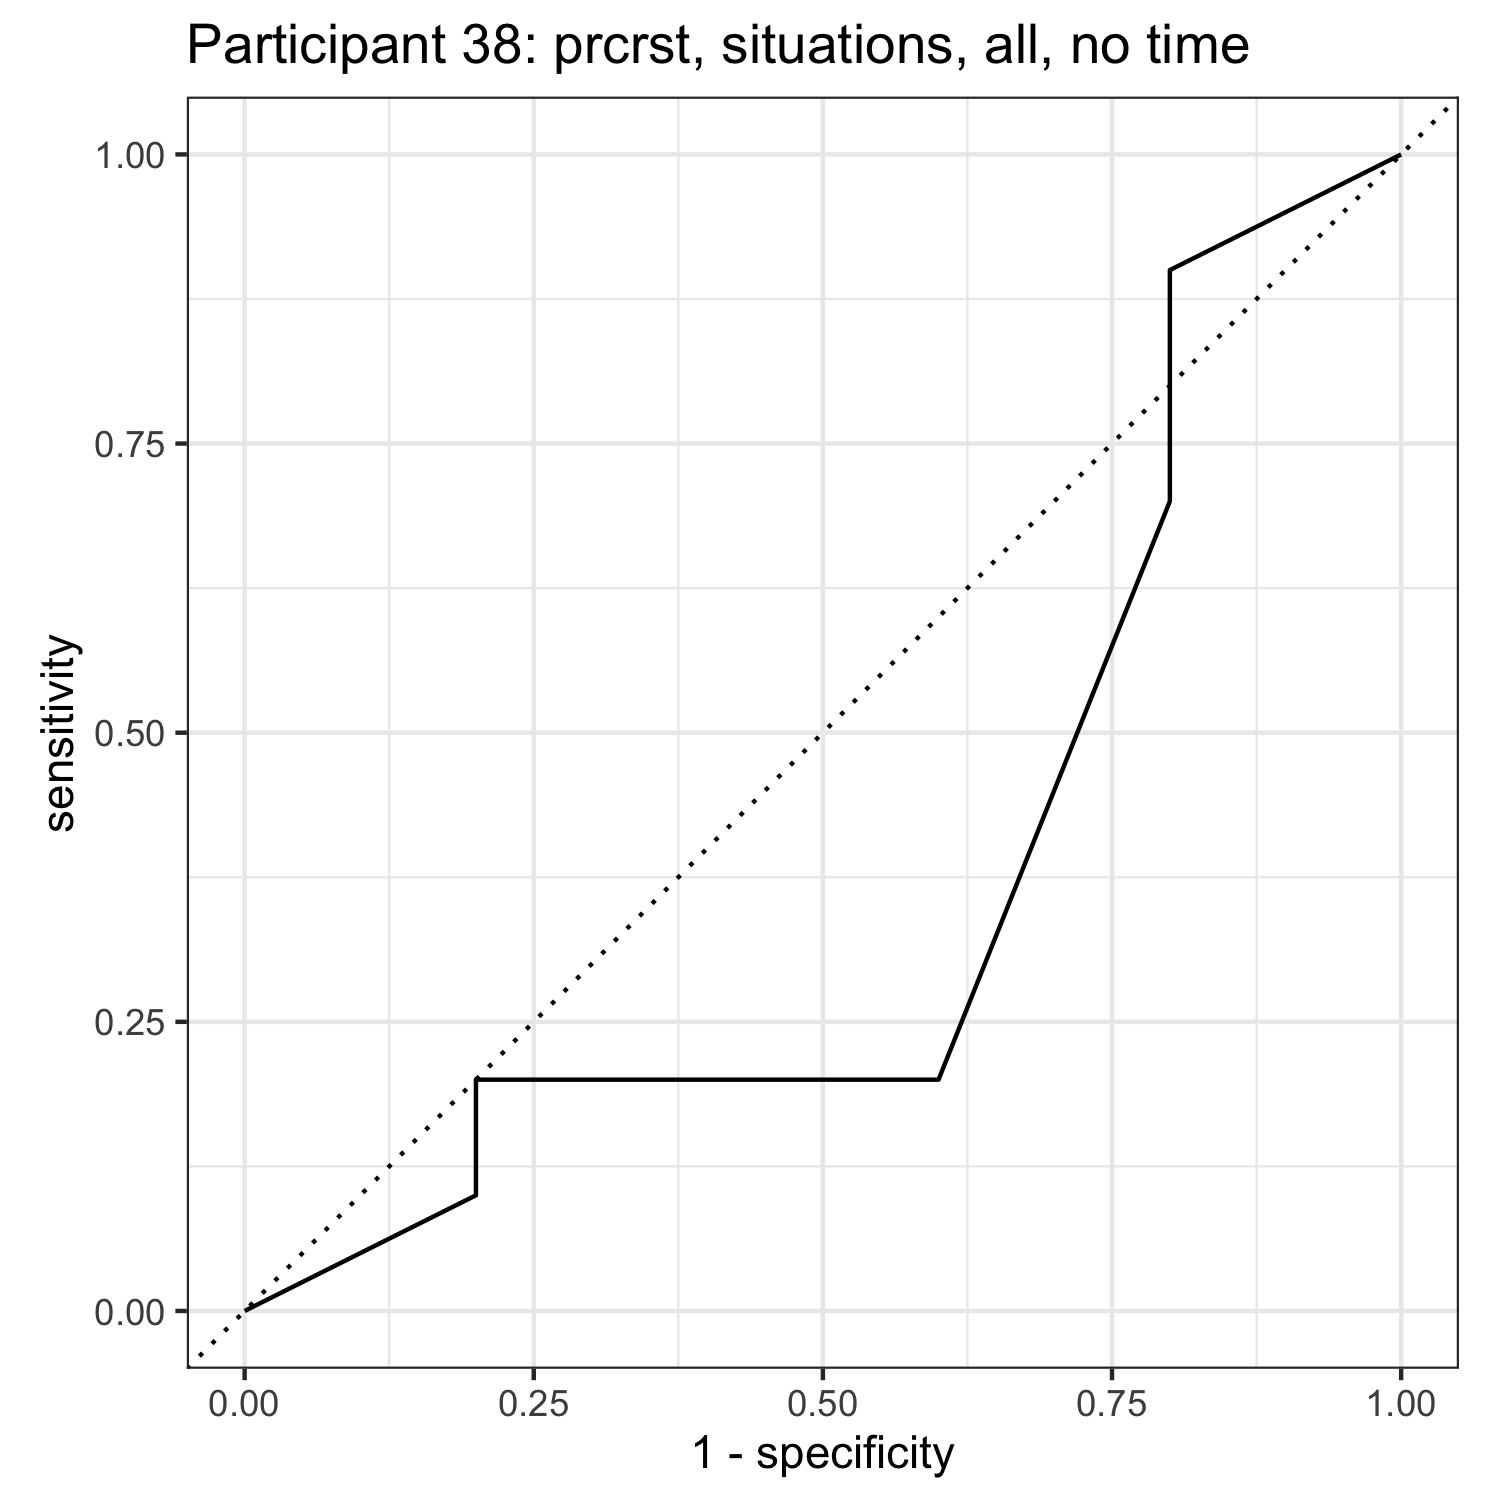 Participant 38: prcrst, situations, all, no time
sensitivity
1.00
0.75
0.50
0.25
0.00
0.00 0.25 0.50 0.75 1.00
1 - specificity